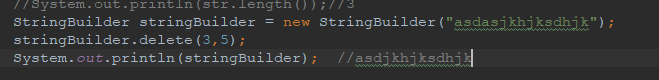 //System.out.println(str.length());//3
StringBuilder stringBuilder = new StringBuilder("asdasjkhjksdhjk");
stringBuilder.delete(3,5);
System.out.println(stringBuilder);  //asdjkhjksdhjk